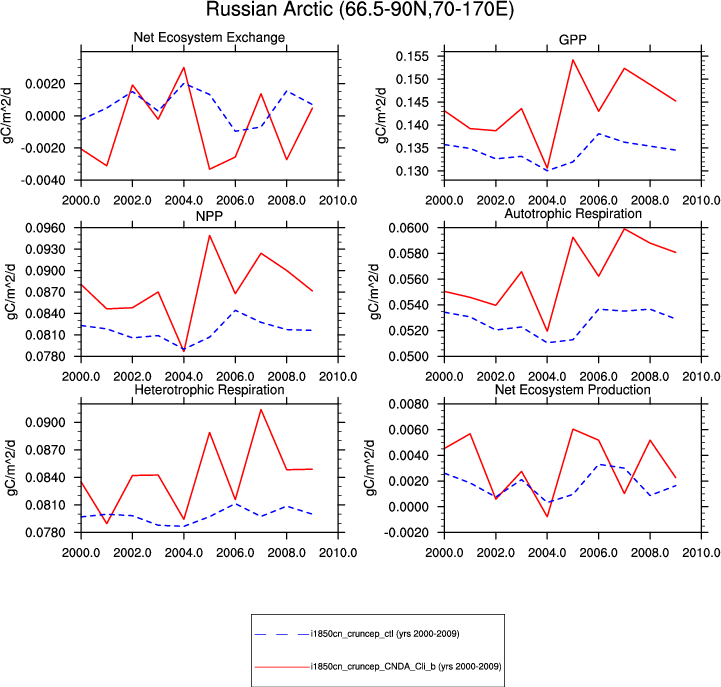 Russian Arctic (66.5-90N,70-170E)
Net Ecosystem Exchange
gC/m^2/d
0.0020
0.0000
-0.0020
-0.0040
2000.0 2002.0 2004.0 2006.0 2008.0 2010.0
GPP
gC/m^2/d
0.155
0.150
0.145
0.140
0.135
0.130
2000.0 2002.0 2004.0 2006.0 2008.0 2010.0
NPP
gC/m^2/d
0.0960
0.0930
0.0900
0.0870
0.0840
0.0810
0.0780
2000.0 2002.0 2004.0 2006.0 2008.0 2010.0
Autotrophic Respiration
gC/m^2/d
0.0600
0.0580
0.0560
0.0540
0.0520
0.0500
2000.0 2002.0 2004.0 2006.0 2008.0 2010.0
Heterotrophic Respiration
gC/m^2/d
0.0900
0.0870
0.0840
0.0810
0.0780
2000.0 2002.0 2004.0 2006.0 2008.0 2010.0
Net Ecosystem Production
gC/m^2/d
0.0080
0.0060
0.0040
0.0020
0.0000
-0.0020
2000.0 2002.0 2004.0 2006.0 2008.0 2010.0
i1850cn_cruncep_ctl (yrs 2000-2009)
i1850cn_cruncep_CNDA_Cli_b (yrs 2000-2009)